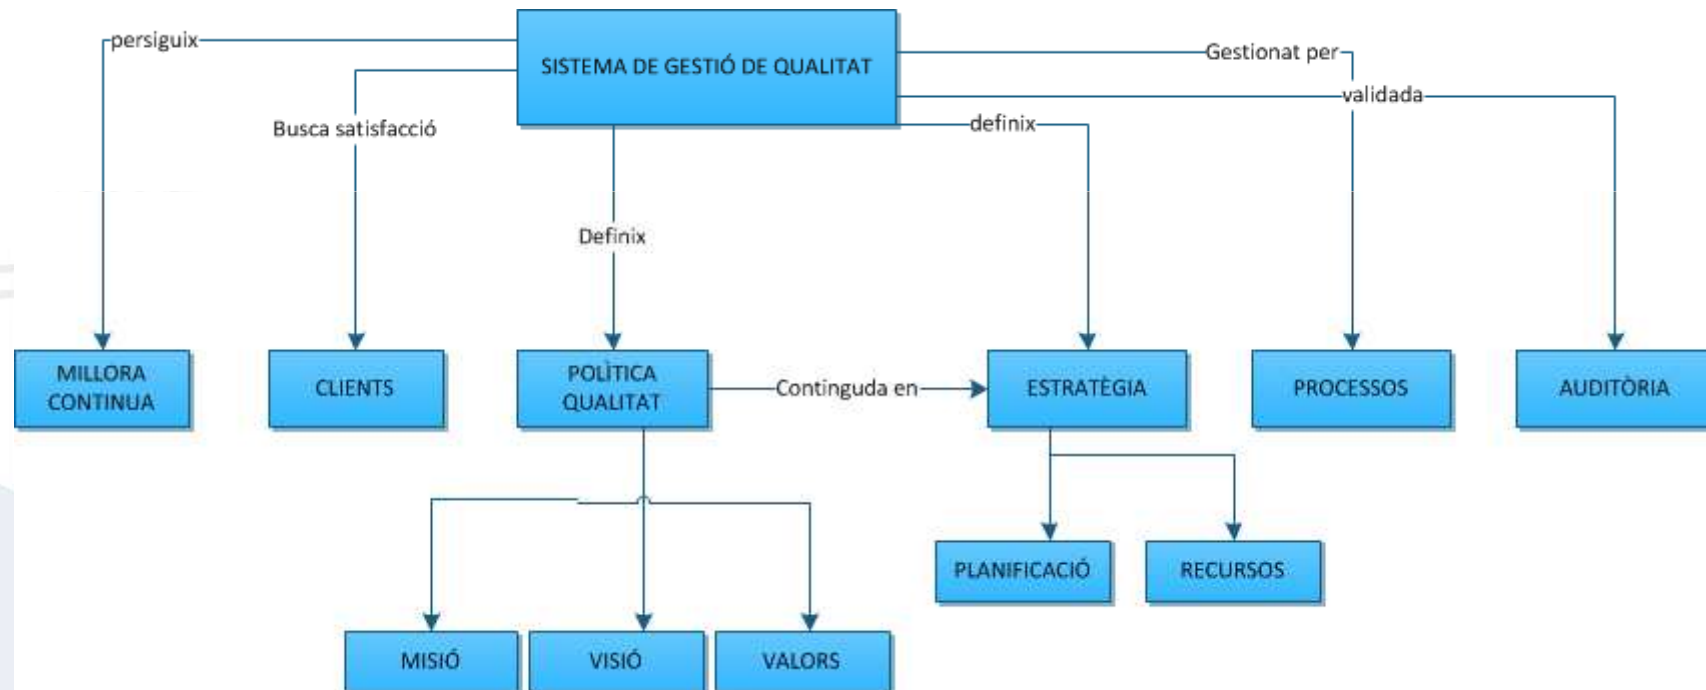 persiguix
SISTEMA DE GESTIÓ DE QUALITAT
Gestionat per
validada
Busca satisfacció
definix
Definix
MILLORA
CONTINUA
CLIENTS
POLÌTICA
QUALITAT
Continguda en
ESTRATÈGIA
PROCESSOS
AUDITÒRIA
PLANIFICACIÓ
RECURSOS
MISIÓ
VISIÓ
VALORS